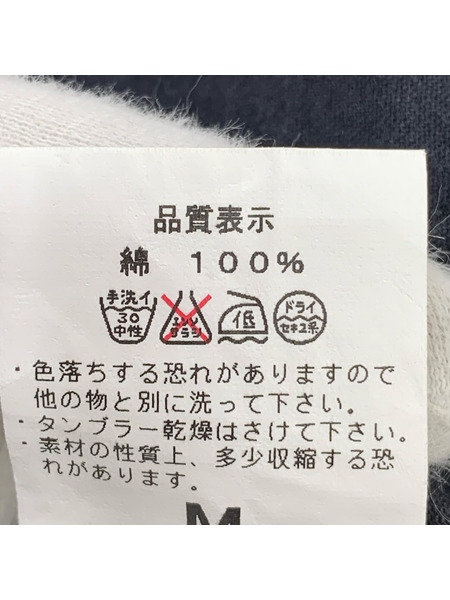 品質表示
綿 100%
手洗イ
30
中性
エンソ
サラシ
低
ドライ
セキユ系
・色落ちする恐れがありますので
他の物と別に洗って下さい。
・タンブラー乾燥はさけて下さい。
・素材の性質上、多少収縮する恐
れがあります。
M